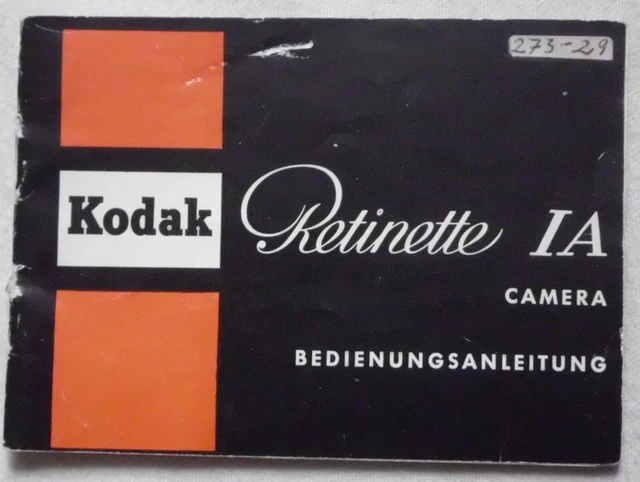 273-29
Kodak
Retinette IA
CAMERA
BEDIENUNGSANLEITUNG